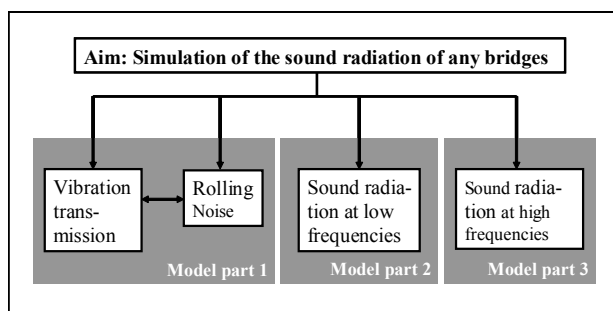 Aim: Simulation of the sound radiation of any bridges
Vibration
trans-
mission
Rolling
Noise
Model part 1
Sound radia-
tion at low
frequencies
Model part 2
Sound radia-
tion at high
frequencies
Model part 3